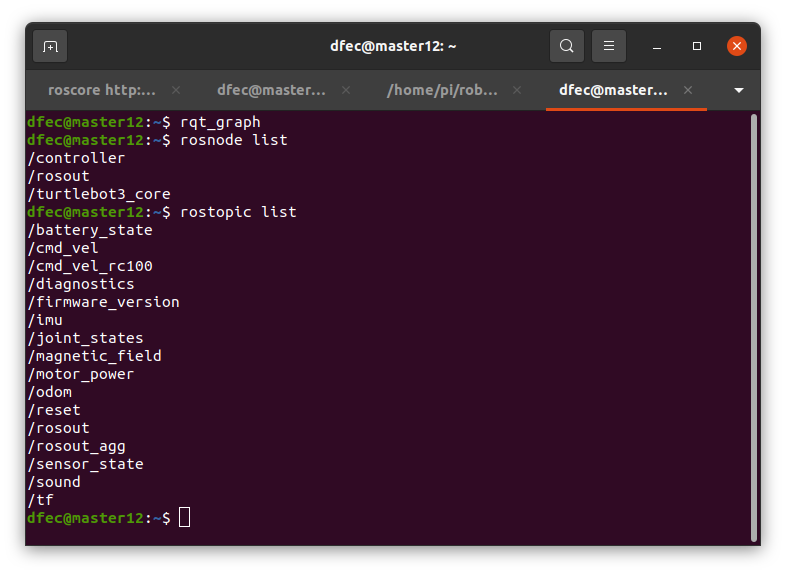 dfec@master12: ~
roscore http:...
dfec@master...
/home/pi/rob...
dfec@master...
dfec@master12:~$ rqt_graph
dfec@master12:~$ rosnode list
/controller
/rosout
/turtlebot3_core
dfec@master12:~$ rostopic list
/battery_state
/cmd_vel
/cmd_vel_rc100
/diagnostics
/firmware_version
/imu
/joint_states
/magnetic_field
/motor_power
/odom
/reset
/rosout
/rosout_agg
/sensor_state
/sound
/tf
dfec@master12:~$